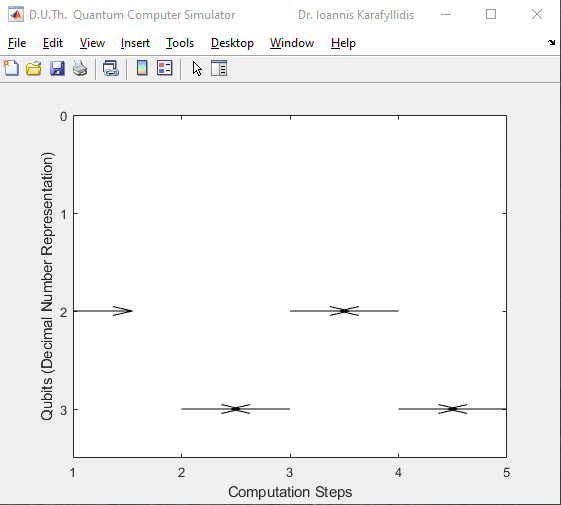 D.U.Th. Quantum Computer Simulator Dr. Ioannis Karafyllidis
File Edit View Insert Tools Desktop Window Help
Qubits (Decimal Number Representation)
0
1
2
3
1 2 3 4 5
Computation Steps